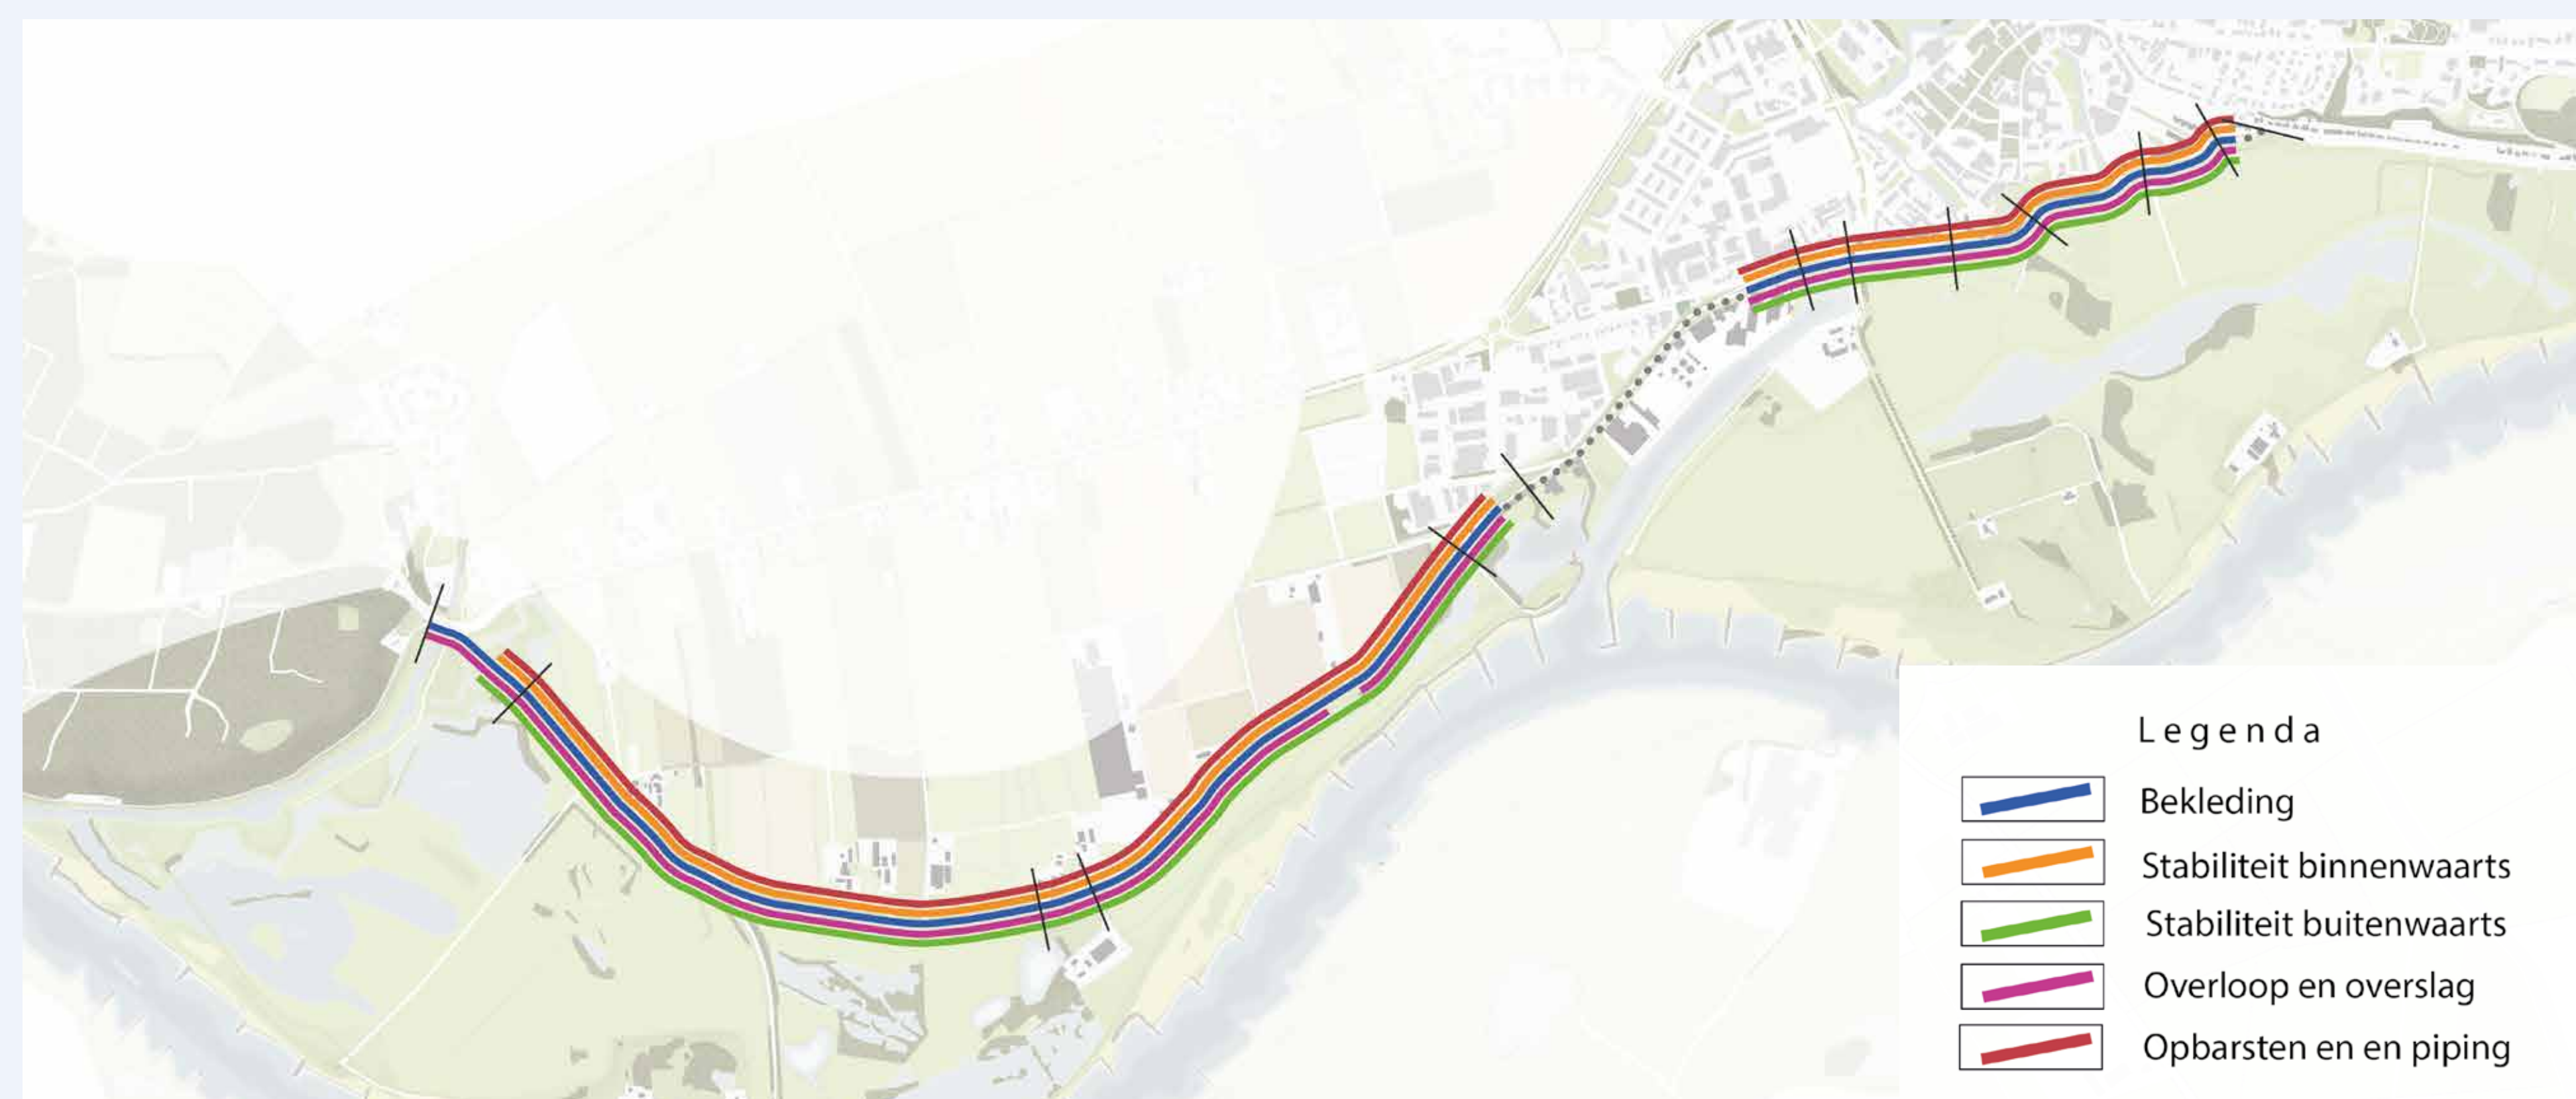 Legenda
Bekleding
Stabiliteit binnenwaarts
Stabiliteit buitenwaarts
Overloop en overslag
Opbarsten en en piping